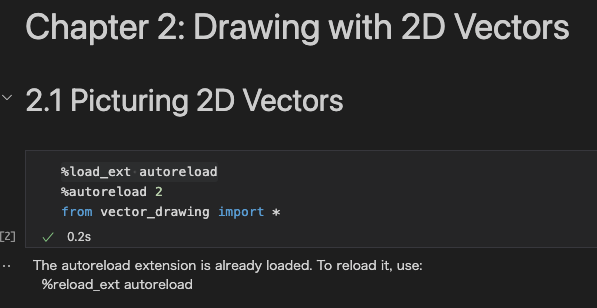 Chapter 2: Drawing with 2D Vectors
2.1 Picturing 2D Vectors
%load_ext autoreload
%autoreload 2
from vector_drawing import *
[2]
0.2s
The autoreload extension is already loaded. To reload it, use:
%reload_ext autoreload